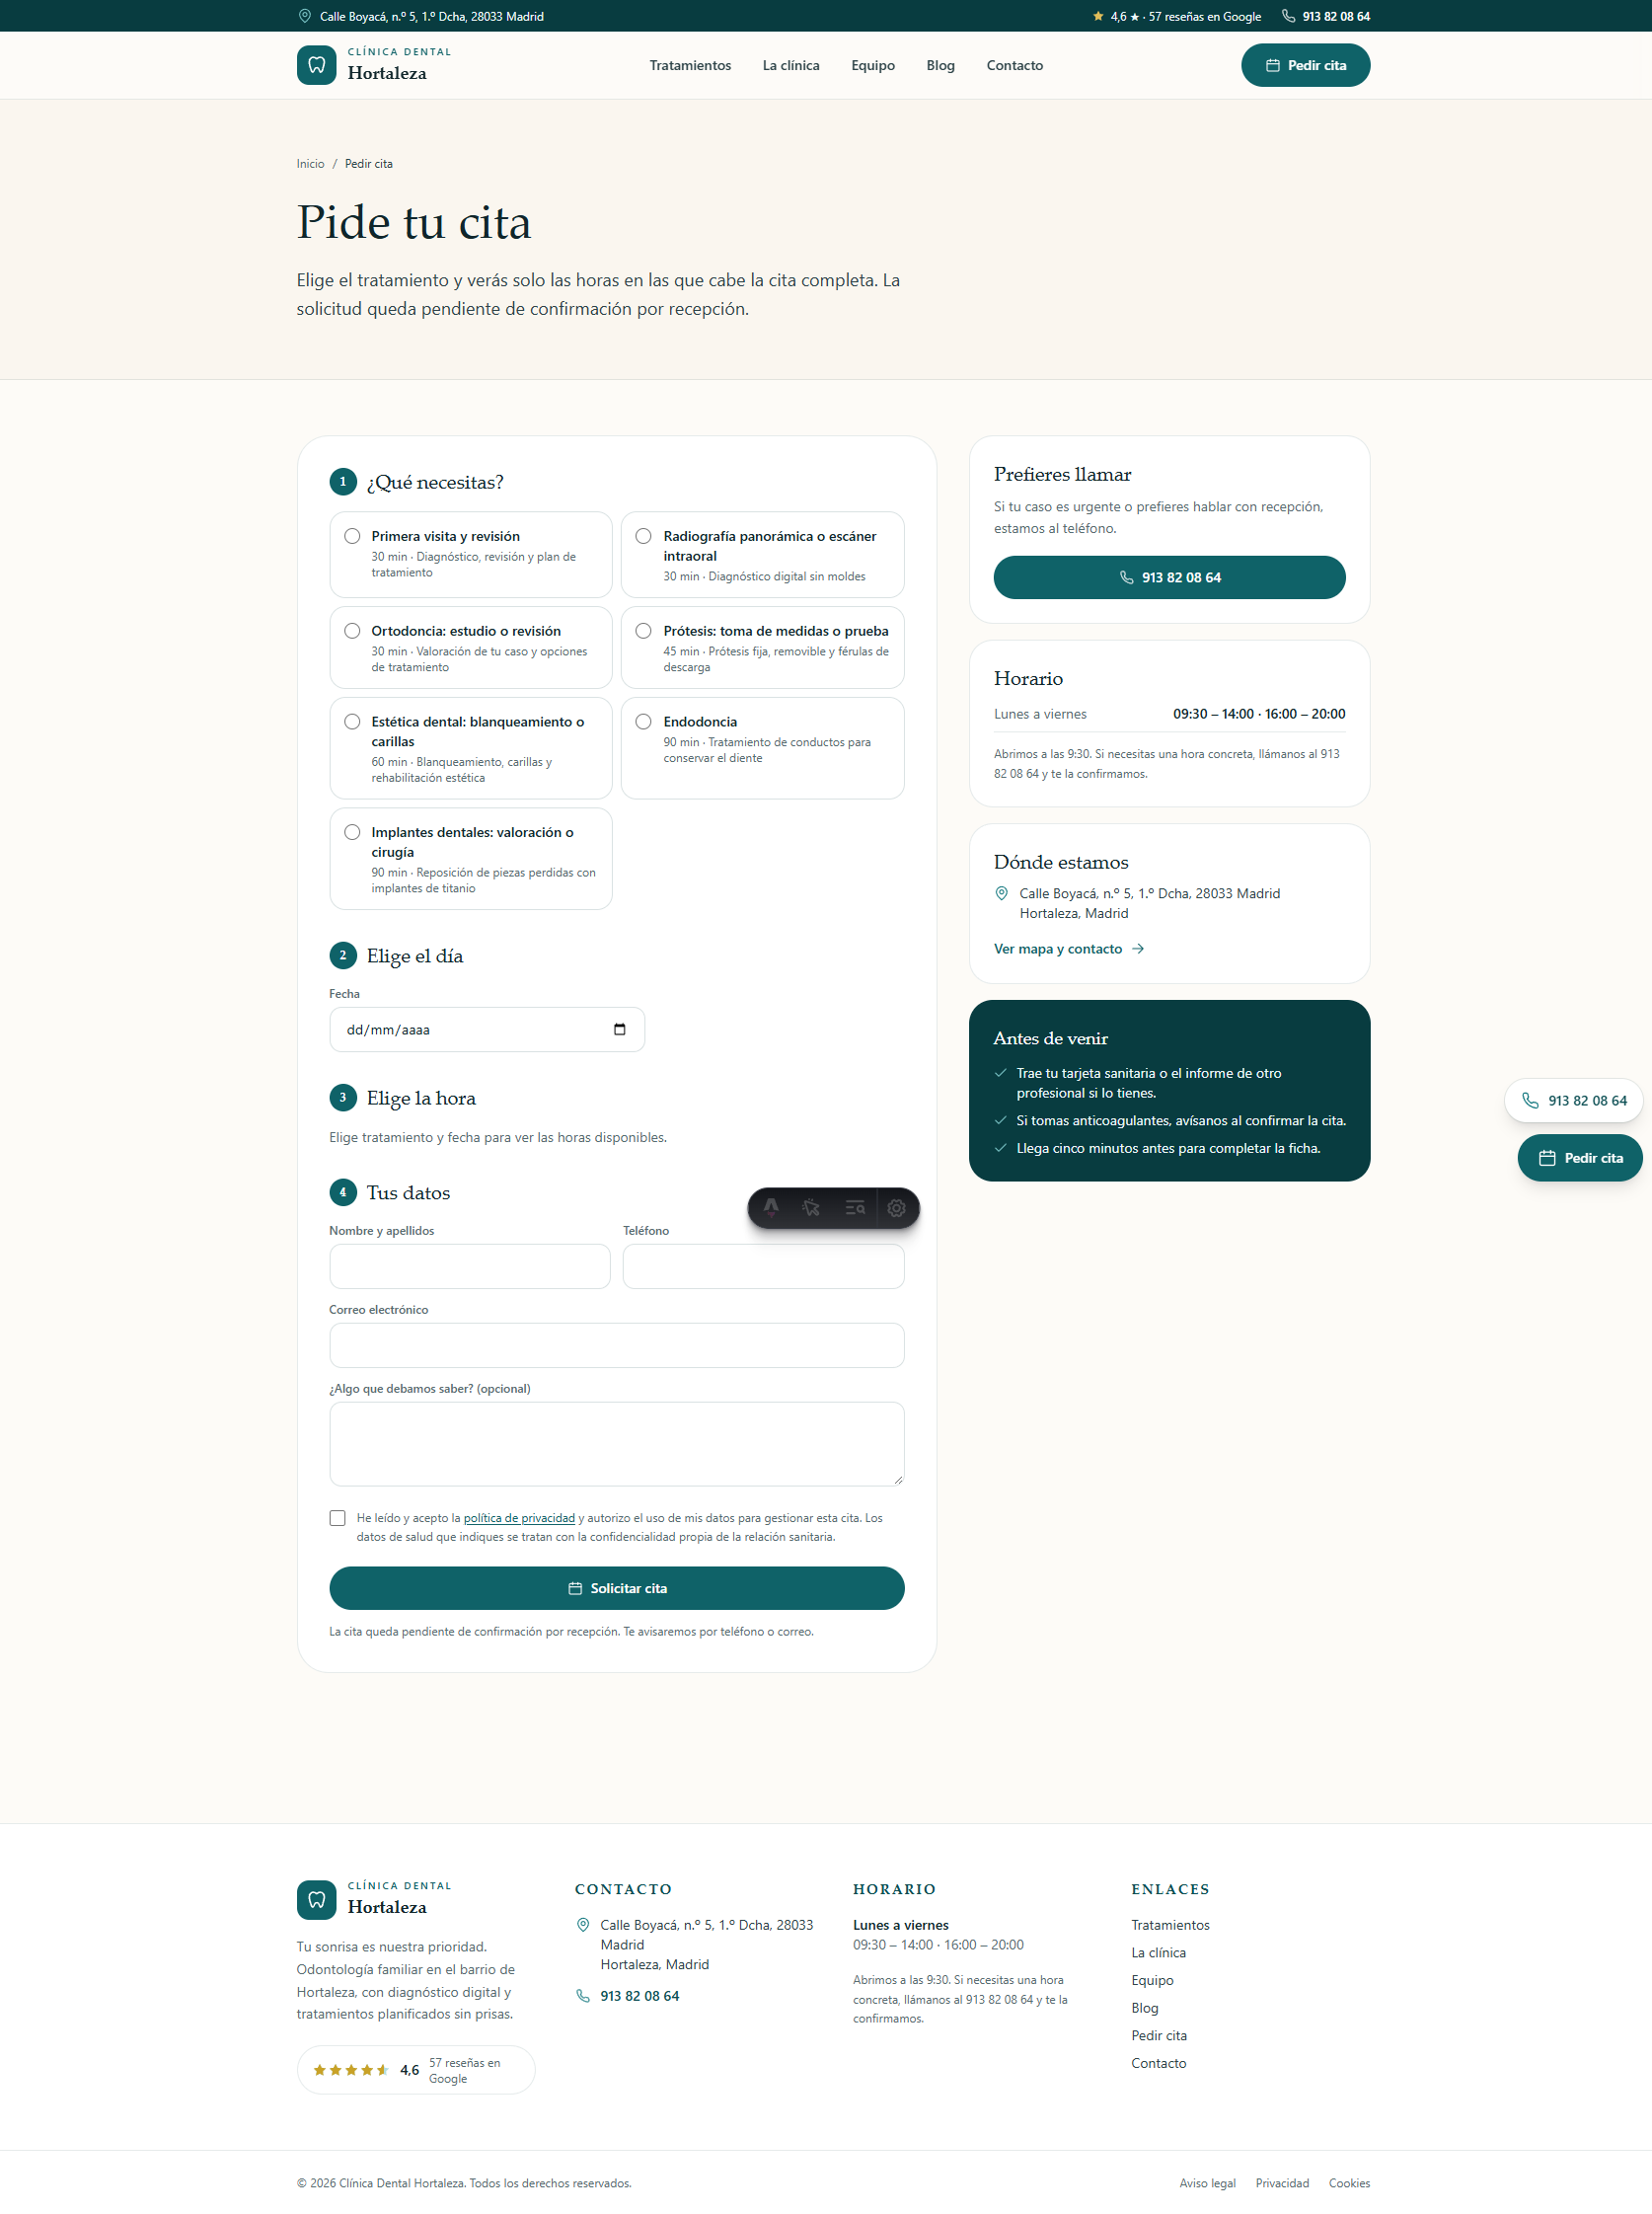 Calle Boyacá, n.º 5, 1.º Dcha, 28033 Madrid
4,6 ★ · 57 reseñas en Google
913 82 08 64
CLÍNICA DENTAL
Hortaleza
Tratamientos
La clínica
Equipo
Blog
Contacto
Pedir cita
Inicio / Pedir cita
Pide tu cita
Elige el tratamiento y verás solo las horas en las que cabe la cita completa. La
solicitud queda pendiente de confirmación por recepción.
1 ¿Qué necesitas?
Primera visita y revisión
30 min · Diagnóstico, revisión y plan de
tratamiento
Radiografía panorámica o escáner
intraoral
30 min · Diagnóstico digital sin moldes
Ortodoncia: estudio o revisión
30 min · Valoración de tu caso y opciones
de tratamiento
Prótesis: toma de medidas o prueba
45 min · Prótesis fija, removible y férulas de
descarga
Estética dental: blanqueamiento o
carillas
60 min · Blanqueamiento, carillas y
rehabilitación estética
Endodoncia
90 min · Tratamiento de conductos para
conservar el diente
Implantes dentales: valoración o
cirugía
90 min · Reposición de piezas perdidas con
implantes de titanio
2 Elige el día
Fecha
dd/mm/aaaa
3 Elige la hora
Elige tratamiento y fecha para ver las horas disponibles.
4 Tus datos
Nombre y apellidos
Teléfono
Correo electrónico
¿Algo que debamos saber? (opcional)
He leído y acepto la política de privacidad y autorizo el uso de mis datos para gestionar esta cita. Los
datos de salud que indiques se tratan con la confidencialidad propia de la relación sanitaria.
Solicitar cita
La cita queda pendiente de confirmación por recepción. Te avisaremos por teléfono o correo.
Prefieres llamar
Si tu caso es urgente o prefieres hablar con recepción,
estamos al teléfono.
913 82 08 64
Horario
Lunes a viernes
09:30 – 14:00 · 16:00 – 20:00
Abrimos a las 9:30. Si necesitas una hora concreta, llámanos al 913
82 08 64 y te la confirmamos.
Dónde estamos
Calle Boyacá, n.º 5, 1.º Dcha, 28033 Madrid
Hortaleza, Madrid
Ver mapa y contacto
Antes de venir
Trae tu tarjeta sanitaria o el informe de otro
profesional si lo tienes.
Si tomas anticoagulantes, avísanos al confirmar la cita.
Llega cinco minutos antes para completar la ficha.
913 82 08 64
Pedir cita
CLÍNICA DENTAL
Hortaleza
Tu sonrisa es nuestra prioridad.
Odontología familiar en el barrio de
Hortaleza, con diagnóstico digital y
tratamientos planificados sin prisas.
4,6
57 reseñas en
Google
CONTACTO
Calle Boyacá, n.º 5, 1.º Dcha, 28033
Madrid
Hortaleza, Madrid
913 82 08 64
HORARIO
Lunes a viernes
09:30 – 14:00 · 16:00 – 20:00
Abrimos a las 9:30. Si necesitas una hora
concreta, llámanos al 913 82 08 64 y te la
confirmamos.
ENLACES
Tratamientos
La clínica
Equipo
Blog
Pedir cita
Contacto
© 2026 Clínica Dental Hortaleza. Todos los derechos reservados.
Aviso legal
Privacidad
Cookies